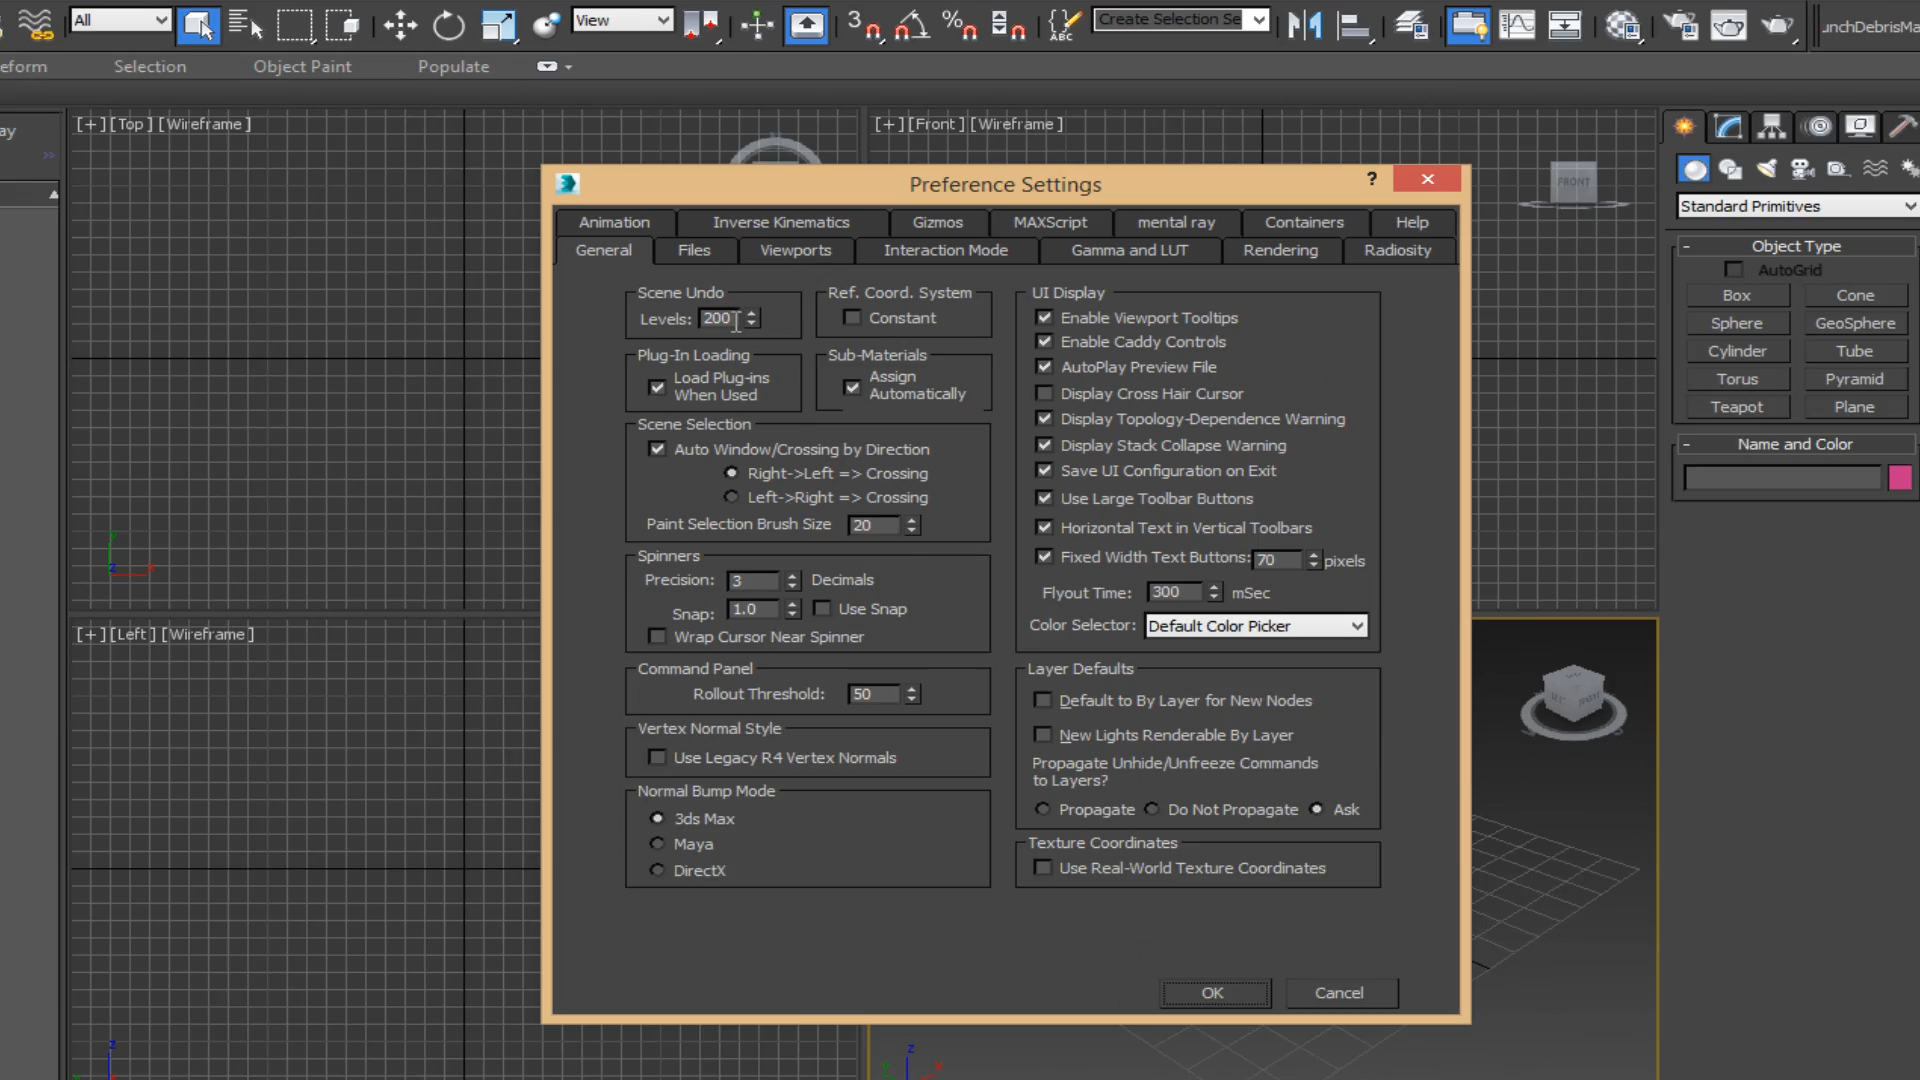 All
View
3
%
ABC
Create Selection Se
Selection
Object Paint
Populate
[+][Top][Wireframe]
[+][Front][Wireframe]
FRONT
Standard Primitives
Object Type
AutoGrid
Box
Cone
Sphere
GeoSphere
Cylinder
Tube
Torus
Pyramid
Teapot
Plane
Name and Color
Preference Settings
?
Animation
Inverse Kinematics
Gizmos
MAXScript
mental ray
Containers
Help
General
Files
Viewports
Interaction Mode
Gamma and LUT
Rendering
Radiosity
Scene Undo
Levels: 200
Ref. Coord. System
Constant
Plug-In Loading
Load Plug-ins
When Used
Sub-Materials
Assign
Automatically
Scene Selection
Auto Window/Crossing by Direction
Right->Left => Crossing
Left->Right => Crossing
Paint Selection Brush Size 20
Spinners
Precision: 3 Decimals
Snap: 1.0 Use Snap
Wrap Cursor Near Spinner
Command Panel
Rollout Threshold: 50
Vertex Normal Style
Use Legacy R4 Vertex Normals
Normal Bump Mode
3ds Max
Maya
DirectX
UI Display
Enable Viewport Tooltips
Enable Caddy Controls
AutoPlay Preview File
Display Cross Hair Cursor
Display Topology-Dependence Warning
Display Stack Collapse Warning
Save UI Configuration on Exit
Use Large Toolbar Buttons
Horizontal Text in Vertical Toolbars
Fixed Width Text Buttons: 70 pixels
Flyout Time: 300 mSec
Color Selector: Default Color Picker
Layer Defaults
Default to By Layer for New Nodes
New Lights Renderable By Layer
Propagate Unhide/Unfreeze Commands
to Layers?
Propagate Do Not Propagate Ask
Texture Coordinates
Use Real-World Texture Coordinates
OK
Cancel
[+][Left][Wireframe]
y
z
x
z
z
x